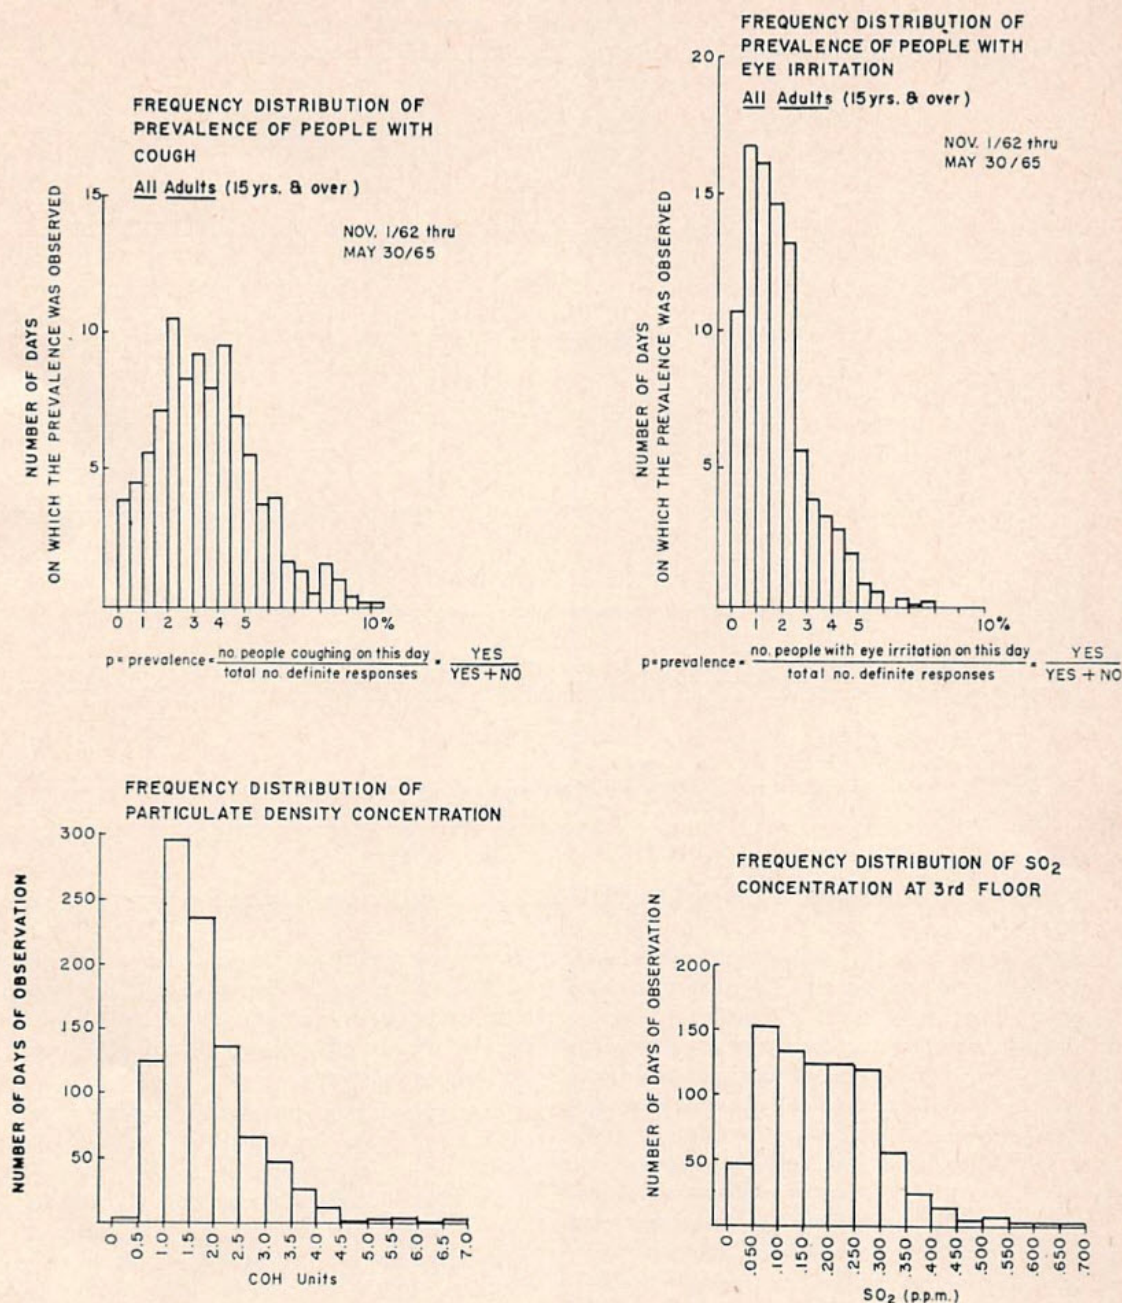 FREQUENCY DISTRIBUTION OF
PREVALENCE OF PEOPLE WITH
COUGH
All Adults (15 yrs. & over)
NOV. 1/62 thru
MAY 30/65
NUMBER OF DAYS
ON WHICH THE PREVALENCE WAS OBSERVED
15
10
5
0 1 2 3 4 5 10%
p = prevalence = no. people coughing on this day = YES
total no. definite responses YES + NO
FREQUENCY DISTRIBUTION OF
PREVALENCE OF PEOPLE WITH
EYE IRRITATION
All Adults (15 yrs. & over)
NOV. 1/62 thru
MAY 30/65
NUMBER OF DAYS
ON WHICH THE PREVALENCE WAS OBSERVED
20
15
10
5
0 1 2 3 4 5 10%
p = prevalence = no. people with eye irritation on this day = YES
total no. definite responses YES + NO
FREQUENCY DISTRIBUTION OF
PARTICULATE DENSITY CONCENTRATION
NUMBER OF DAYS OF OBSERVATION
300
250
200
150
100
50
0 0.5 1.0 1.5 2.0 2.5 3.0 3.5 4.0 4.5 5.0 5.5 6.0 6.5 7.0
COH Units
FREQUENCY DISTRIBUTION OF SO2
CONCENTRATION AT 3rd FLOOR
NUMBER OF DAYS OF OBSERVATION
200
150
100
50
0 .050 .100 .150 .200 .250 .300 .350 .400 .450 .500 .550 .600 .650 .700
SO2 (p.p.m.)